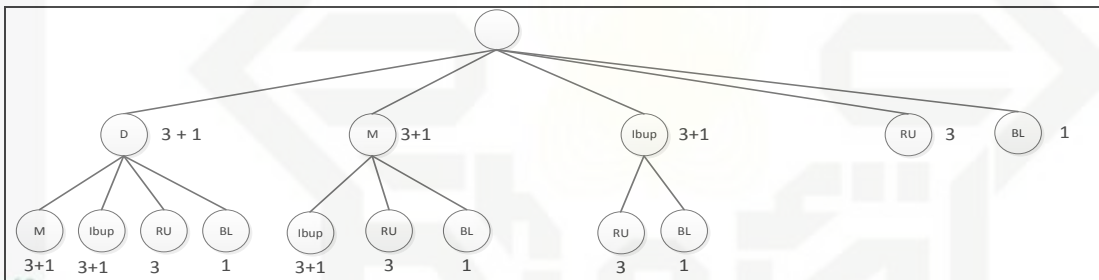 D 3 + 1 M 3+1 Ibup 3+1 RU 3 BL 1
M Ibup RU BL Ibup RU BL RU BL
3+1 3+1 3 1 3+1 3 1 3 1